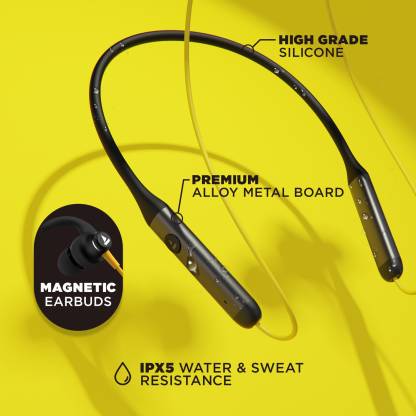 HIGH GRADE
SILICONE
PREMIUM
ALLOY METAL BOARD
MAGNETIC
EARBUDS
IPX5 WATER & SWEAT
RESISTANCE